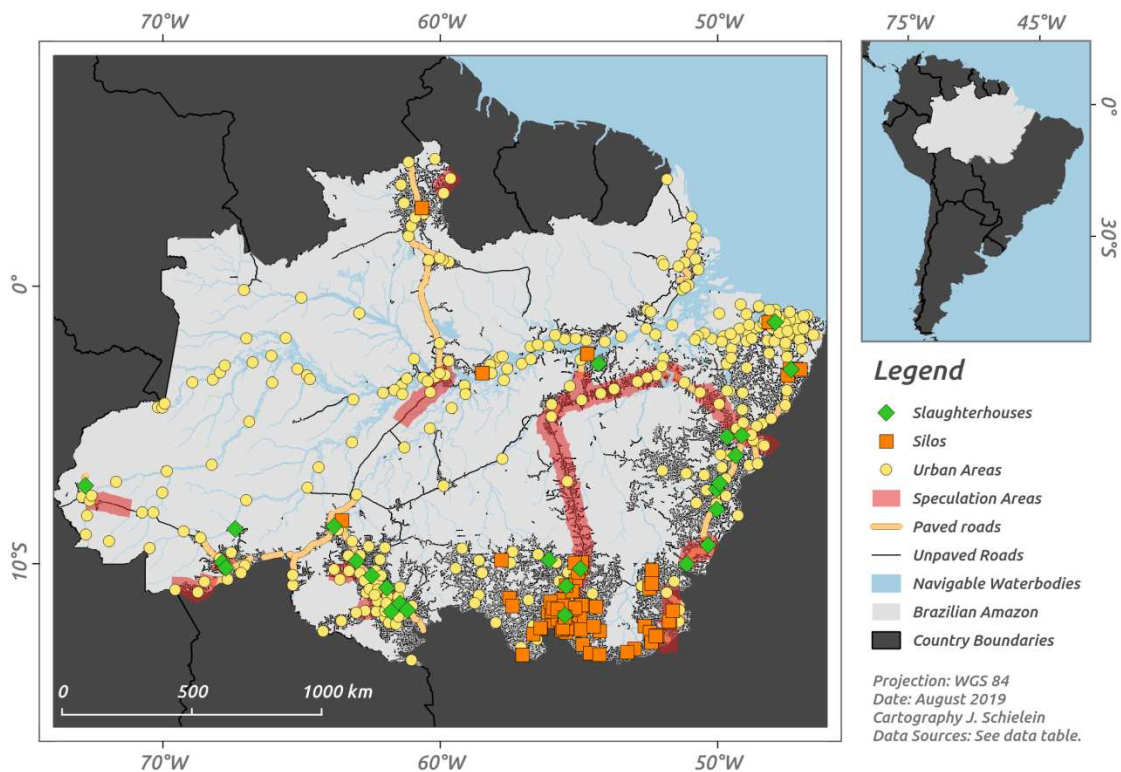 70°W 60°W 50°W
75°W 45°W
0°
10°S
0°
30°S
0 500 1000 km
70°W 60°W 50°W
Legend
Slaughterhouses
Silos
Urban Areas
Speculation Areas
Paved roads
Unpaved Roads
Navigable Waterbodies
Brazilian Amazon
Country Boundaries
Projection: WGS 84
Date: August 2019
Cartography J. Schielein
Data Sources: See data table.